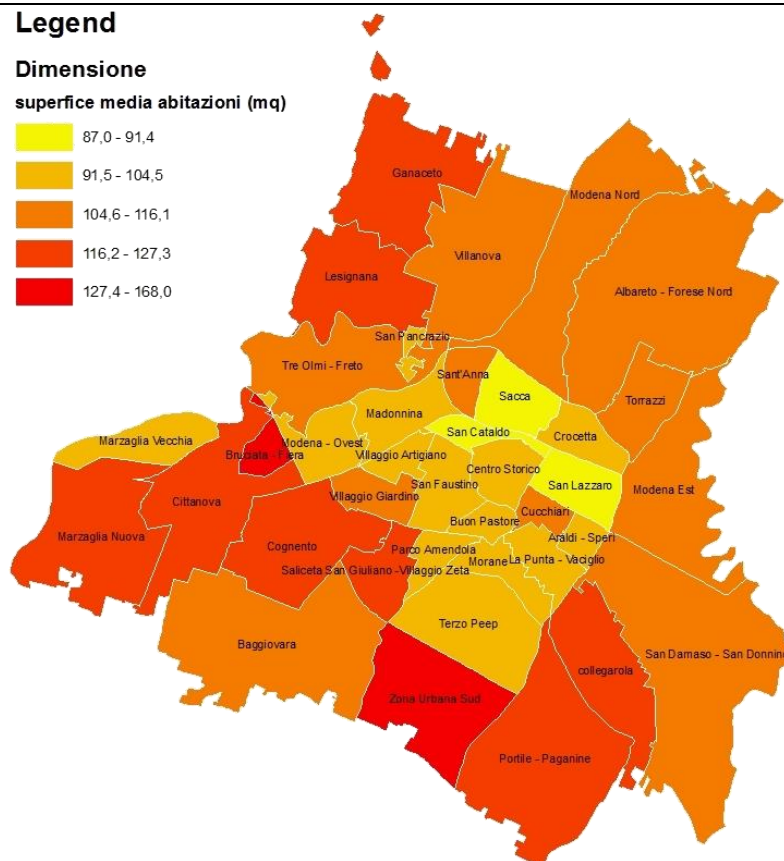 Legend
Dimensione
superfice media abitazioni (mq)
87,0 - 91,4
91,5 - 104,5
104,6 - 116,1
116,2 - 127,3
127,4 - 168,0
Ganaceto
Modena Nord
Villanova
Lesignana
Albareto - Forese Nord
San Pancrazio
Tre Olmi - Freto
Sant'Anna
Sacca
Torrazzi
Madonnina
San Cataldo
Crocetta
Marzaglia Vecchia
Modena - Ovest
Bruciata - Fiera
Villaggio Artigiano
Centro Storico
San Faustino
San Lazzaro
Modena Est
Villaggio Giardino
Cittanova
Cucchiari
Buon Pastore
Marzaglia Nuova
Araldi - Speri
Cognento
Parco Amendola
Morane
La Punta - Vaciglio
Saliceta San Giuliano - Villaggio Zeta
Terzo Peep
Baggiovara
San Damaso - San Donnino
collegarola
Zona Urbana Sud
Portile - Paganine